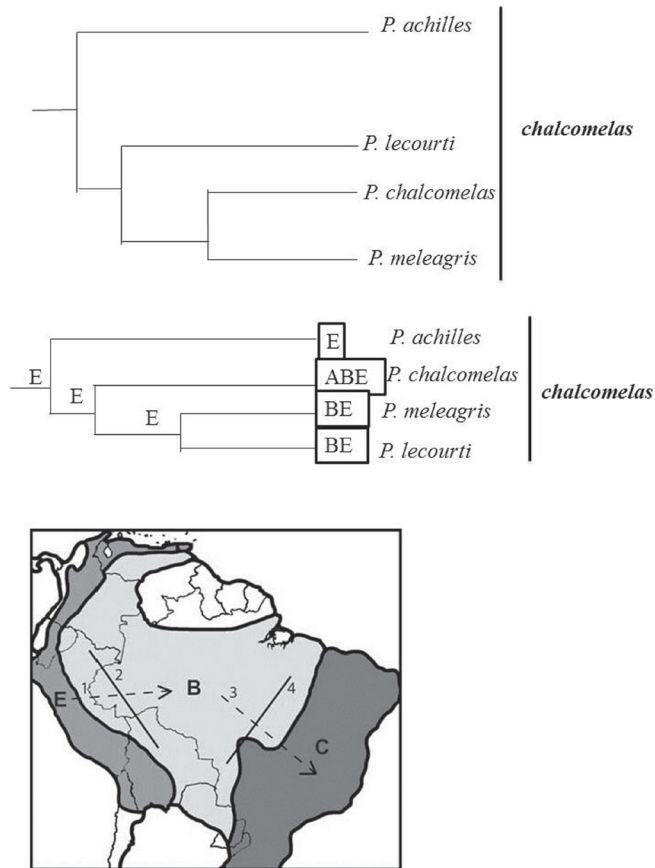 P. achilles
chalcomelas
P. lecourti
P. chalcomelas
P. meleagris
E P. achilles
E
ABE P. chalcomelas
E
chalcomelas
E
BE P. meleagris
BE P. lecourti
2
1
E B 3 4
C